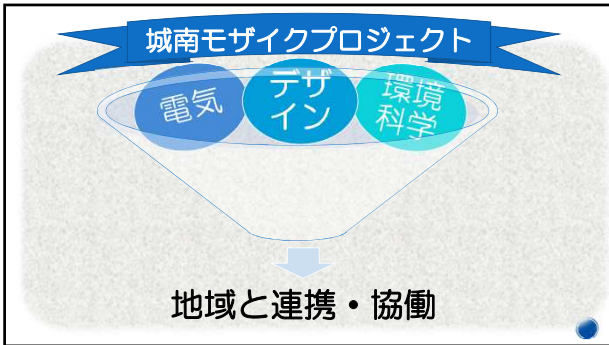 城南モザイクプロジェクト
電気
デザ
イン
環境
科学
地域と連携・協働